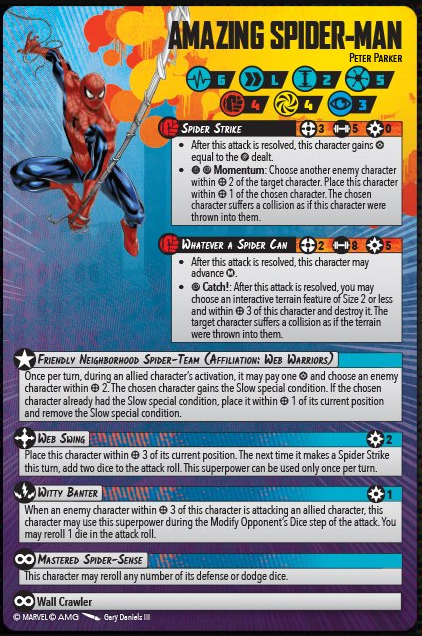 AMAZING SPIDER-MAN
PETER PARKER
6 L 2 5
4 4 3
SPIDER STRIKE 3 5 0
• After this attack is resolved, this character gains
equal to the dealt.
• Momentum: Choose another enemy character
within 2 of the target character. Place this character
within 1 of the chosen character. The chosen
character suffers a collision as if this character were
thrown into them.
WHATEVER A SPIDER CAN 2 8 5
• After this attack is resolved, this character may
advance M.
• Catch!: After this attack is resolved, you may
choose an interactive terrain feature of Size 2 or less
and within 3 of this character and destroy it. The
target character suffers a collision as if the terrain
were thrown into them.
FRIENDLY NEIGHBORHOOD SPIDER-TEAM (AFFILIATION: WEB WARRIORS)
Once per turn, during an allied character's activation, it may pay one and choose an enemy
character within 2. The chosen character gains the Slow special condition. If the chosen
character already had the Slow special condition, place it within 1 of its current position
and remove the Slow special condition.
WEB SWING 2
Place this character within 3 of its current position. The next time it makes a Spider Strike
this turn, add two dice to the attack roll. This superpower can be used only once per turn.
WITTY BANTER 1
When an enemy character within 3 of this character is attacking an allied character, this
character may use this superpower during the Modify Opponent's Dice step of the attack. You
may reroll 1 die in the attack roll.
MASTERED SPIDER-SENSE
This character may reroll any number of its defense or dodge dice.
Wall Crawler
© MARVEL © AMG Gary Daniels III